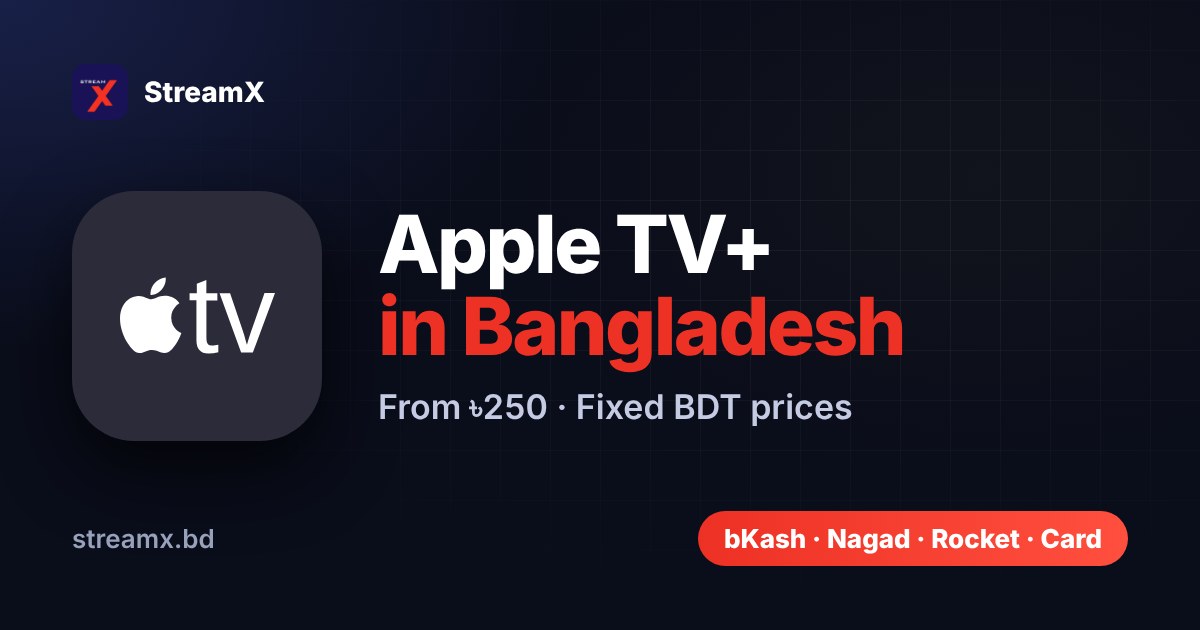 STREAM X
StreamX
tv
Apple TV+
in Bangladesh
From ৳250 · Fixed BDT prices
streamx.bd
bKash · Nagad · Rocket · Card